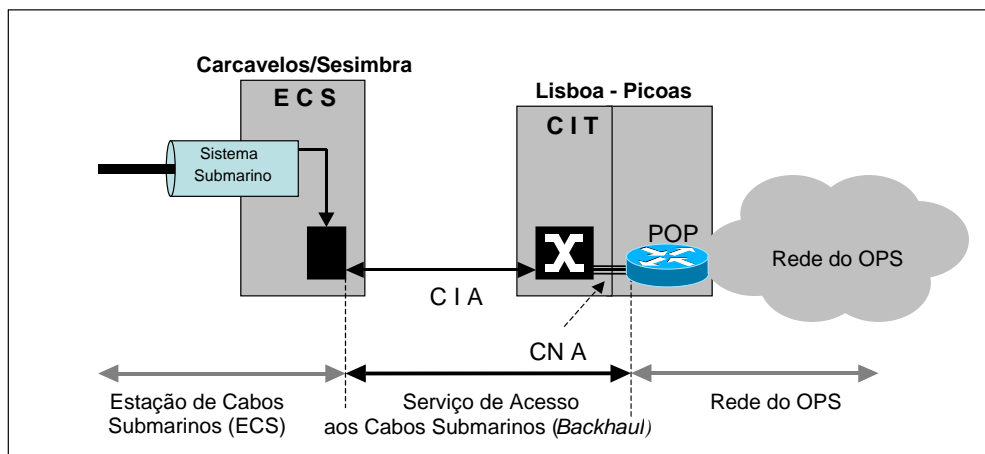 Carcavelos/Sesimbra
E C S
Lisboa - Picoas
C I T
Sistema
Submarino
POP
Rede do OPS
C I A
CN A
Estação de Cabos
Submarinos (ECS)
Serviço de Acesso
aos Cabos Submarinos (Backhaul)
Rede do OPS